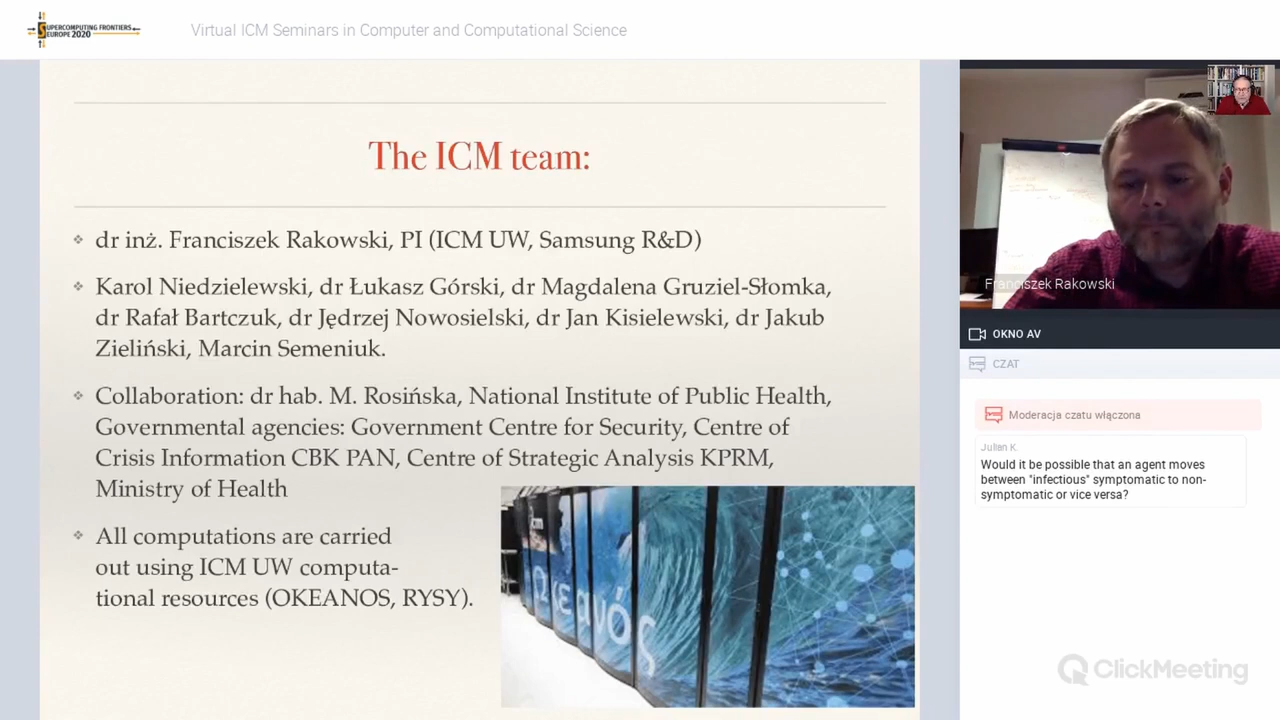 SUPERCOMPUTING FRONTIERS
EUROPE 2020
Virtual ICM Seminars in Computer and Computational Science
The ICM team:
dr inż. Franciszek Rakowski, PI (ICM UW, Samsung R&D)
Karol Niedzielewski, dr Łukasz Górski, dr Magdalena Gruziel-Słomka,
dr Rafał Bartczuk, dr Jędrzej Nowosielski, dr Jan Kisielewski, dr Jakub
Zieliński, Marcin Semeniuk.
Collaboration: dr hab. M. Rosińska, National Institute of Public Health,
Governmental agencies: Government Centre for Security, Centre of
Crisis Information CBK PAN, Centre of Strategic Analysis KPRM,
Ministry of Health
All computations are carried
out using ICM UW computa-
tional resources (OKEANOS, RYSY).
Ωκεανός
Franciszek Rakowski
OKNO AV
CZAT
Moderacja czatu włączona
Julian K.
Would it be possible that an agent moves
between "infectious" symptomatic to non-
symptomatic or vice versa?
ClickMeeting